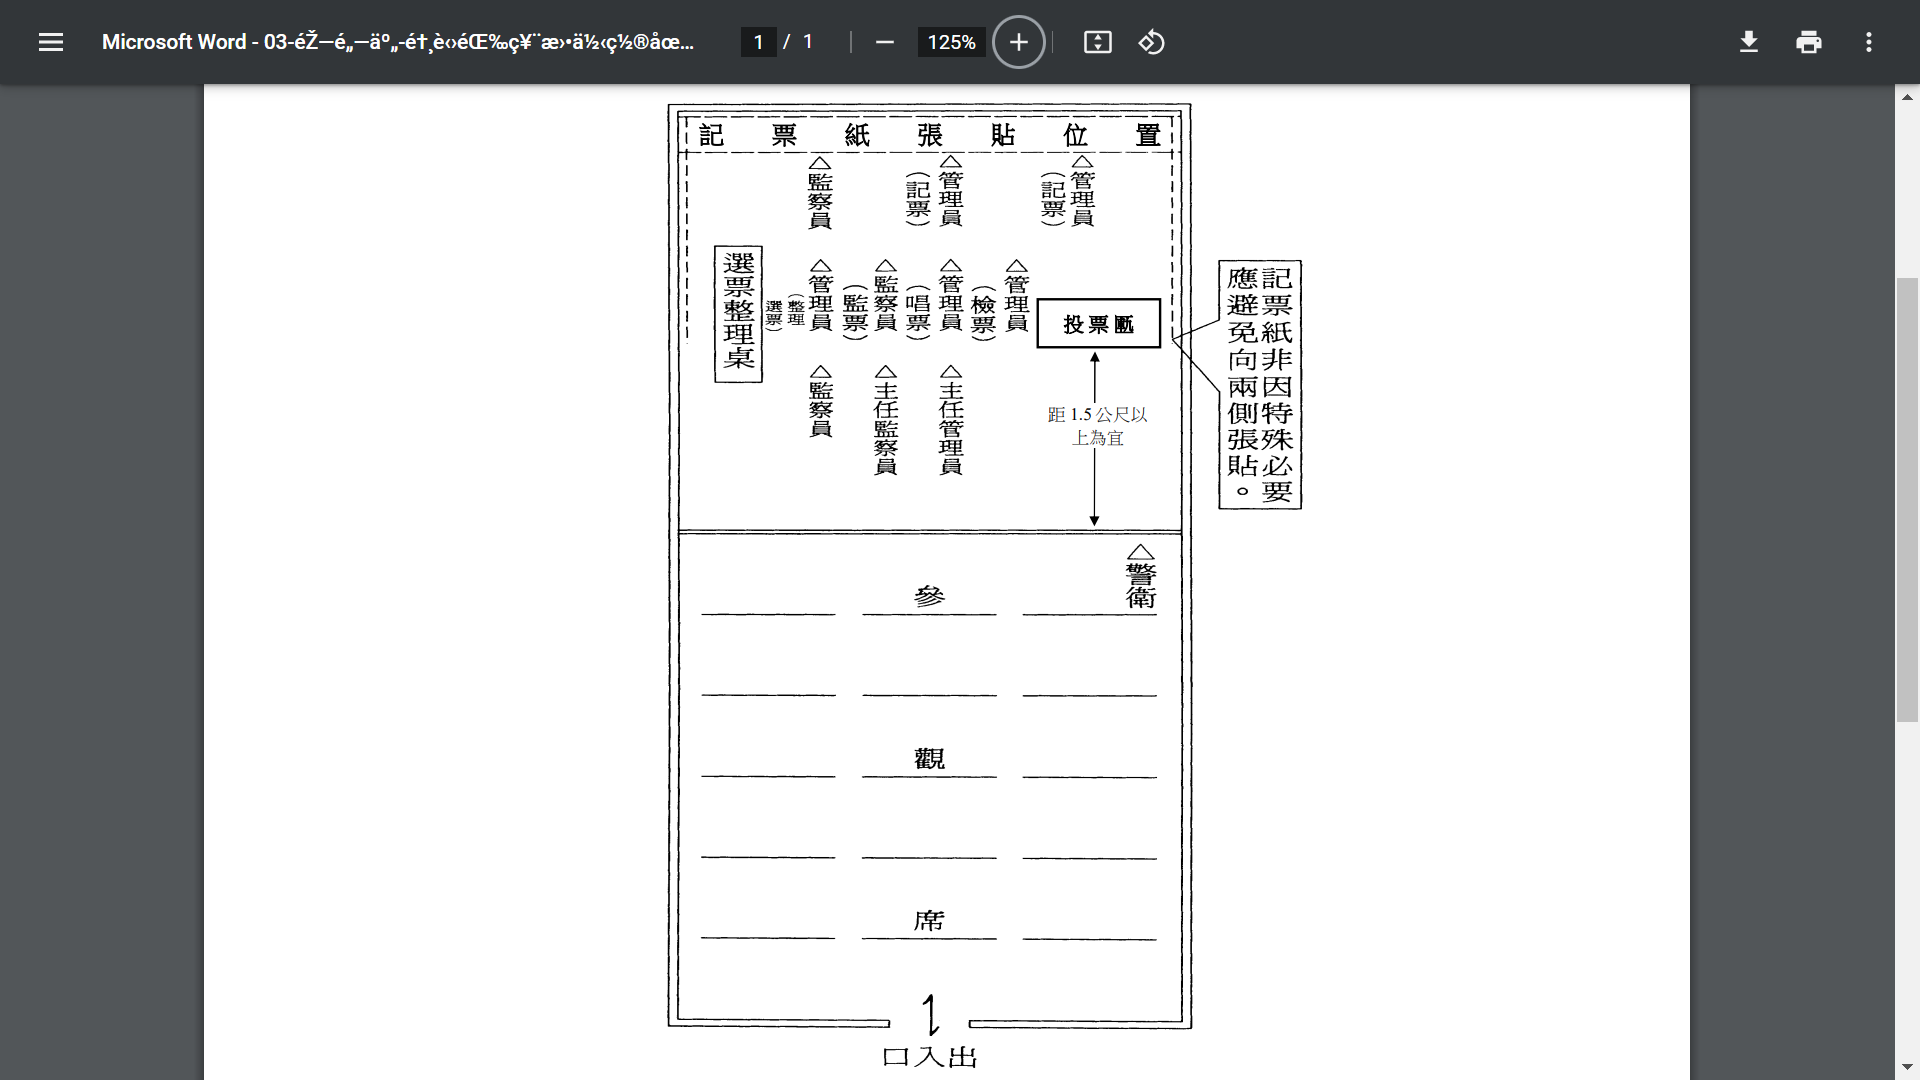 Microsoft Word - 03-éŽ—é„—äº„-é†¸è‹›éŒ‰ç¥¨æ›•ä½‹ç½®åœ...
1 / 1
125%
記票紙張貼位置
管理員
(記票)
管理員
(記票)
監察員
管理員
(檢票)
管理員
(唱票)
監察員
(監票)
管理員
(整理
選票)
選票整理桌
投票匭
記票紙非因特殊必要
應避免向兩側張貼。
主任管理員
主任監察員
監察員
距 1.5 公尺以
上為宜
警衛
參
觀
席
出入口